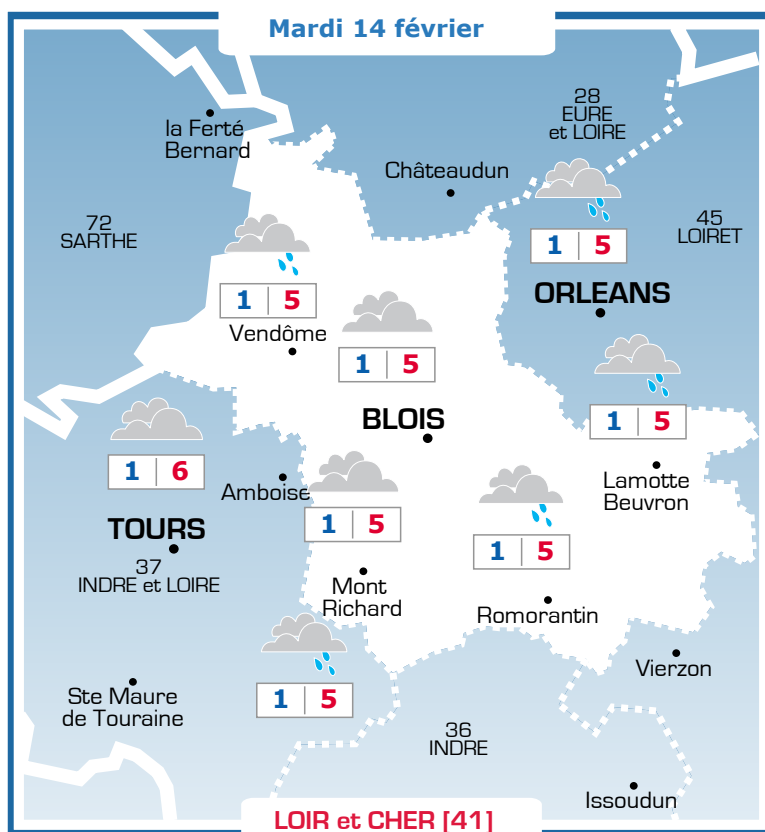 Mardi 14 février
28
EURE
et LOIRE
la Ferté
Bernard
Châteaudun
72
SARTHE
45
LOIRET
1 5
1 5
ORLEANS
Vendôme
1 5
1 5
BLOIS
1 6
Amboise
Lamotte
Beuvron
1 5
TOURS
1 5
37
INDRE et LOIRE
Mont
Richard
Romorantin
Vierzon
1 5
Ste Maure
de Touraine
36
INDRE
Issoudun
LOIR et CHER [41]